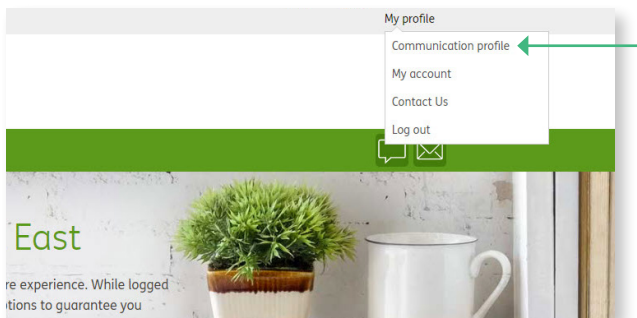 My profile
Communication profile
My account
Contact Us
Log out
East
re experience. While logged
tions to guarantee you